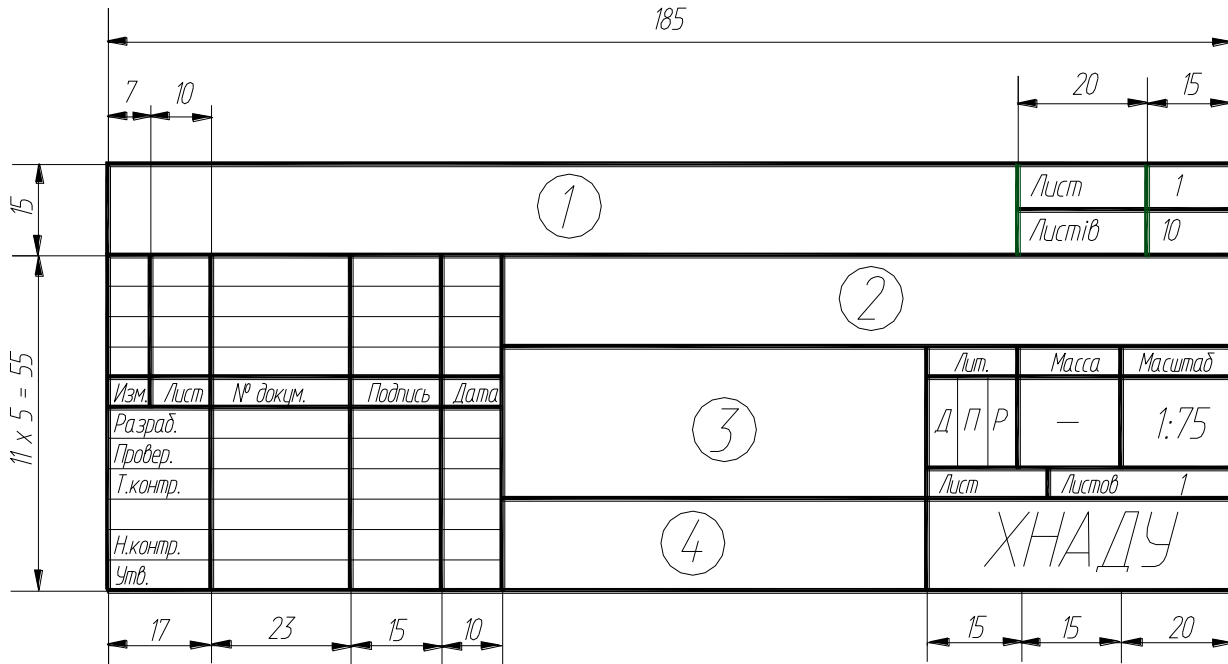 185
7 10 20 15
15
1
Лист 1
Листів 10
11 x 5 = 55
2
Лит. Масса Масштаб
Изм. Лист № докум. Подпись Дата
3
Д П Р – 1:75
Разраб.
Провер.
Т.контр.
Лист Листов 1
4
ХНАДУ
Н.контр.
Утв.
17 23 15 10 15 15 20